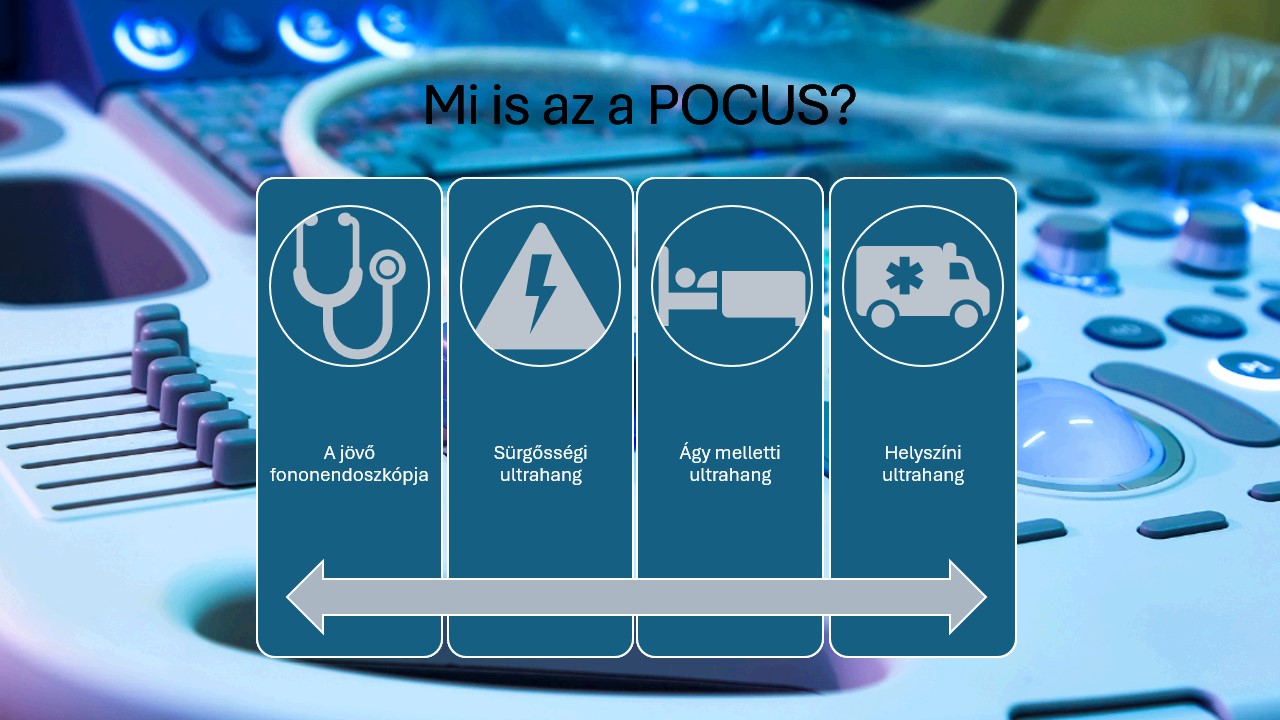 Mi is az a POCUS?
A jövő
fononendoszkópja
Sürgősségi
ultrahang
Ágy melletti
ultrahang
Helyszíni
ultrahang